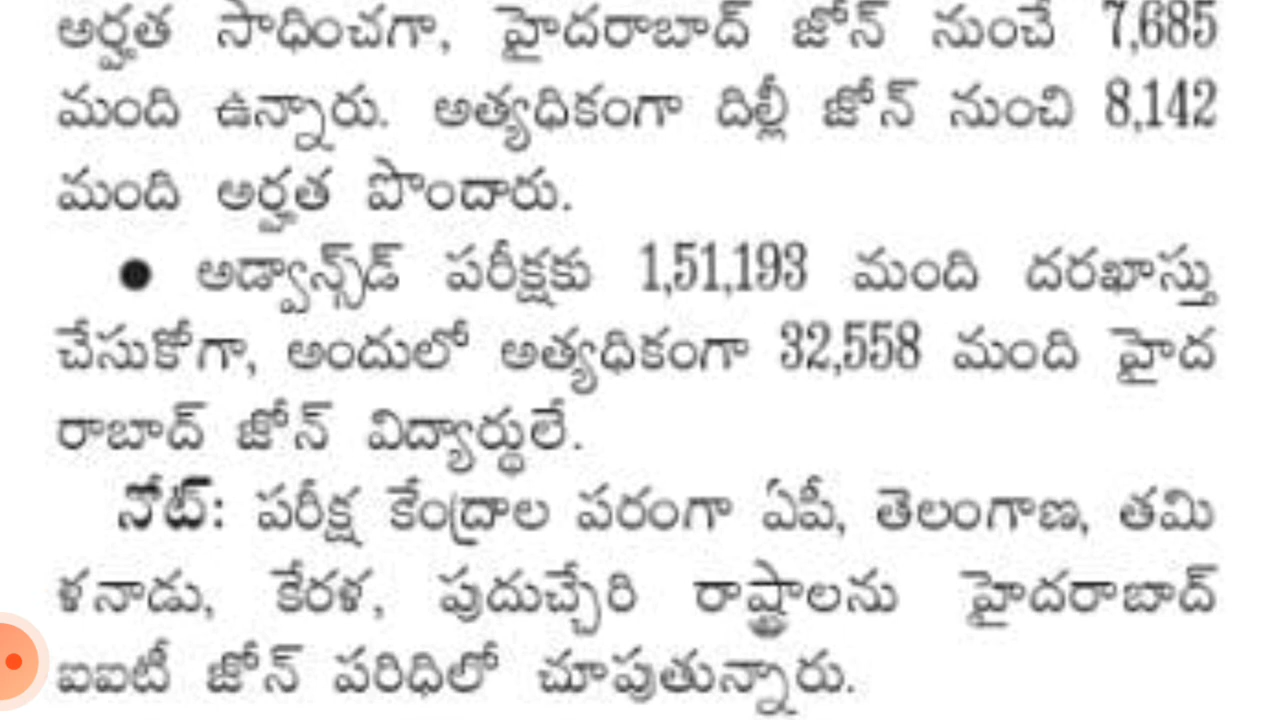 అర్హత సాధించగా, హైదరాబాద్ జోన్ నుంచే 7,685
మంది ఉన్నారు. అత్యధికంగా దిల్లీ జోన్ నుంచి 8,142
మంది అర్హత పొందారు.
● అడ్వాన్స్‌డ్ పరీక్షకు 1,51,193 మంది దరఖాస్తు
చేసుకోగా, అందులో అత్యధికంగా 32,558 మంది హైద
రాబాద్ జోన్ విద్యార్థులే.
నోట్: పరీక్ష కేంద్రాల పరంగా ఏపీ, తెలంగాణ, తమి
ళనాడు, కేరళ, పుదుచ్చేరి రాష్ట్రాలను హైదరాబాద్
ఐఐటీ జోన్ పరిధిలో చూపుతున్నారు.